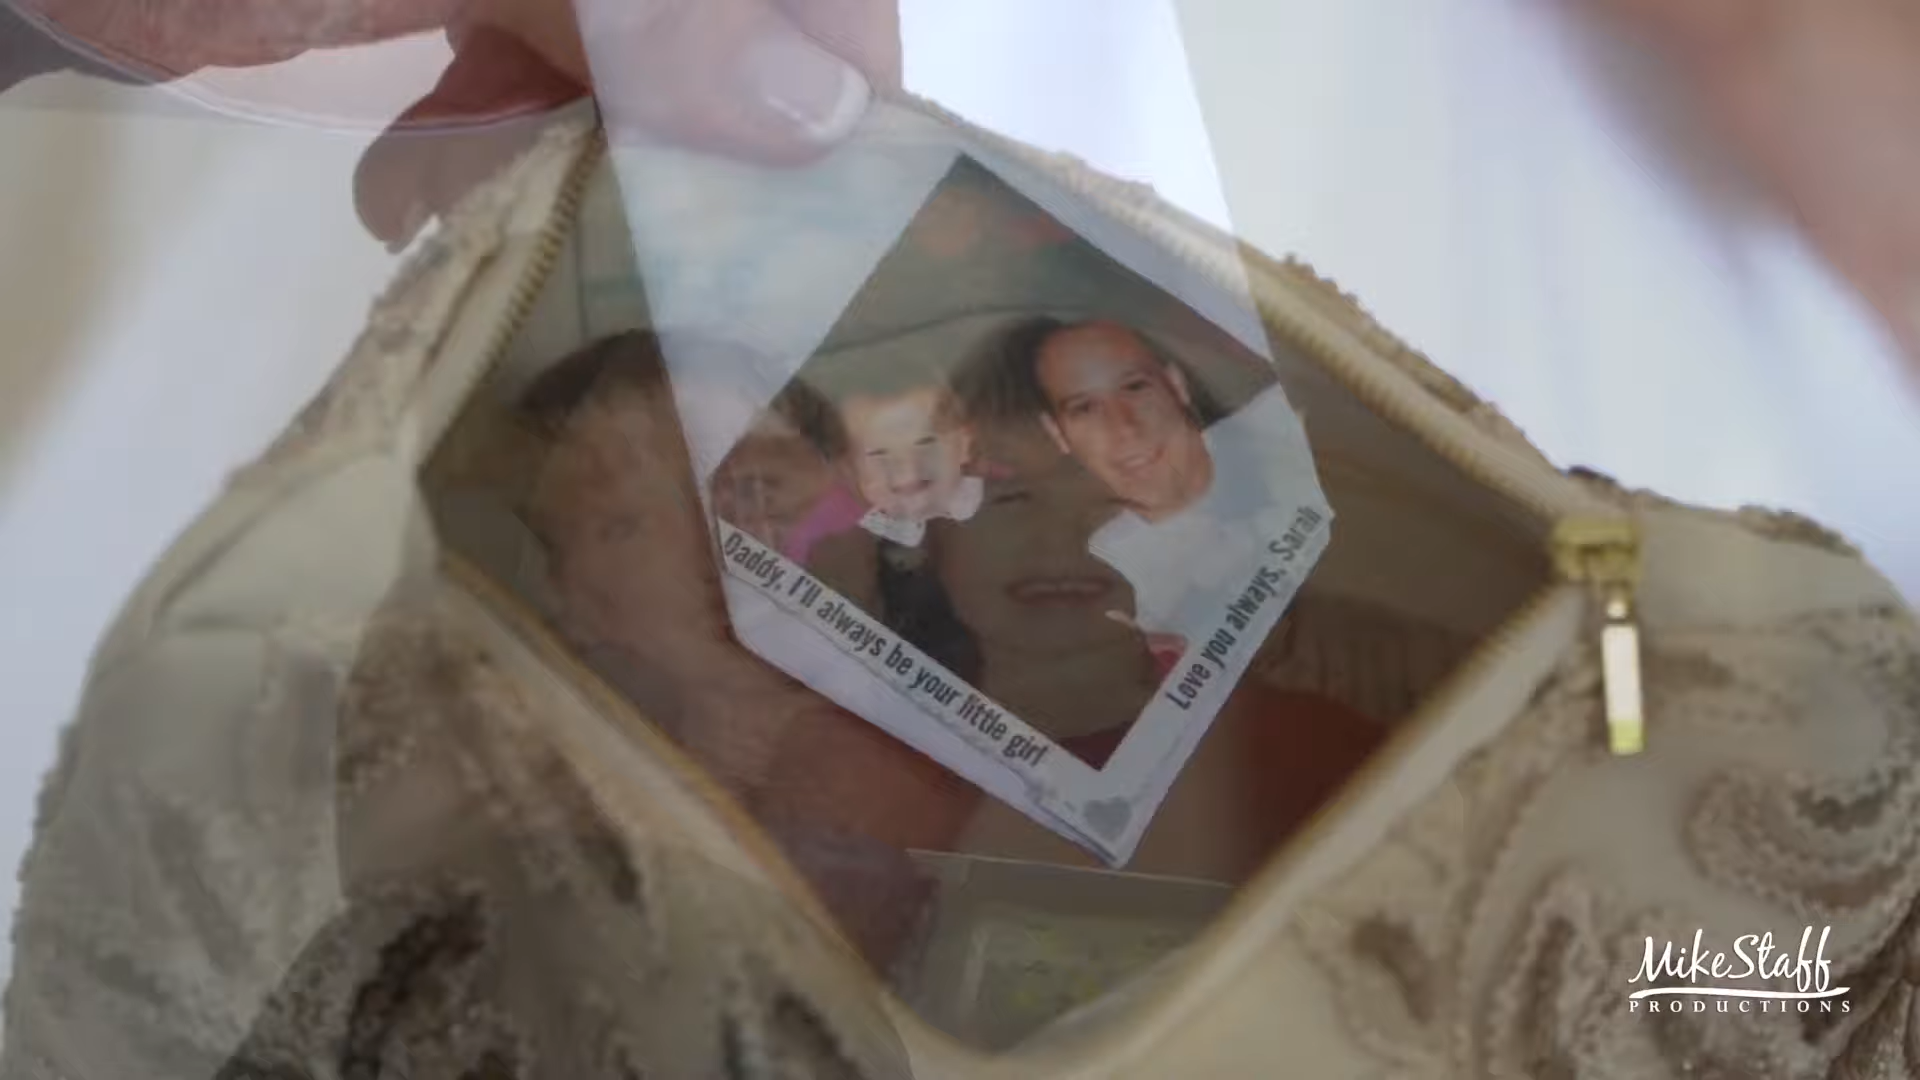 Daddy, I'll always be your little girl
Love you always, Sarah
MikeStaff
PRODUCTIONS